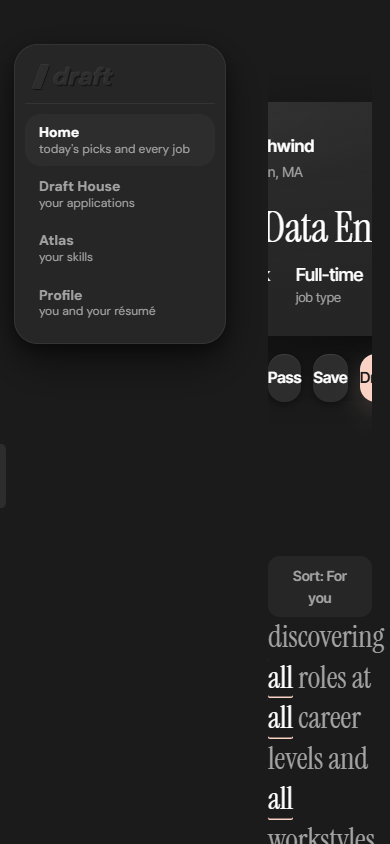 draft
Home
today's picks and every job
Draft House
your applications
Atlas
your skills
Profile
you and your résumé
hwind
n, MA
Data En
Full-time
job type
Pass
Save
Sort: For
you
discovering
all roles at
all career
levels and
all
workstyles